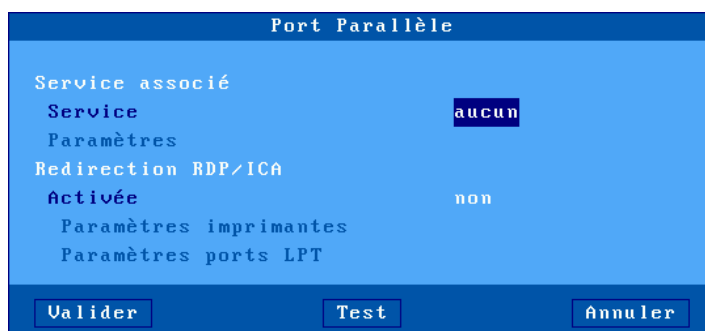 Port Parallèle
Service associé
Service aucun
Paramètres
Redirection RDP/ICA
Activée non
Paramètres imprimantes
Paramètres ports LPT
Valider Test Annuler